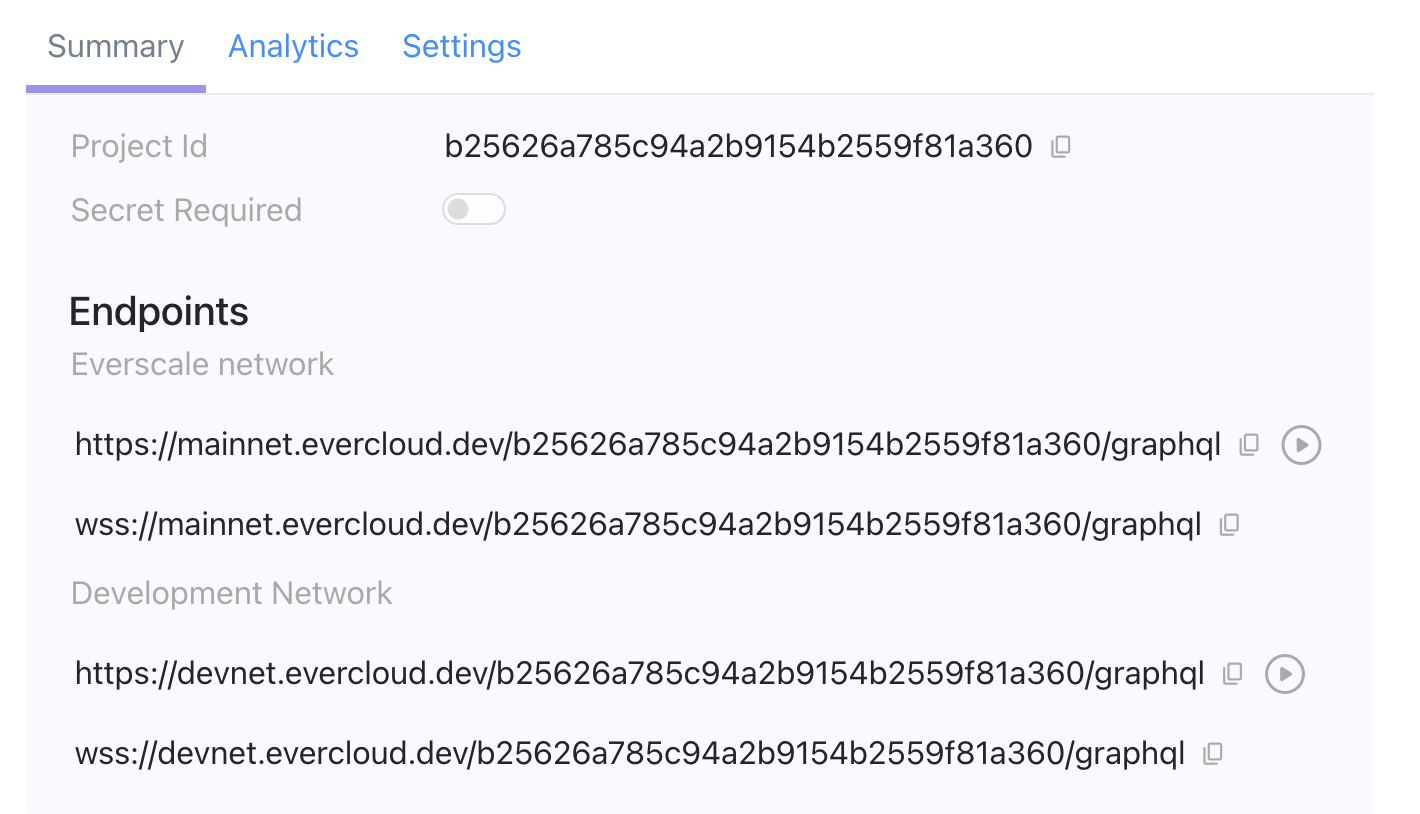 Summary Analytics Settings
Project Id b25626a785c94a2b9154b2559f81a360
Secret Required
Endpoints
Everscale network
https://mainnet.evercloud.dev/b25626a785c94a2b9154b2559f81a360/graphql
wss://mainnet.evercloud.dev/b25626a785c94a2b9154b2559f81a360/graphql
Development Network
https://devnet.evercloud.dev/b25626a785c94a2b9154b2559f81a360/graphql
wss://devnet.evercloud.dev/b25626a785c94a2b9154b2559f81a360/graphql